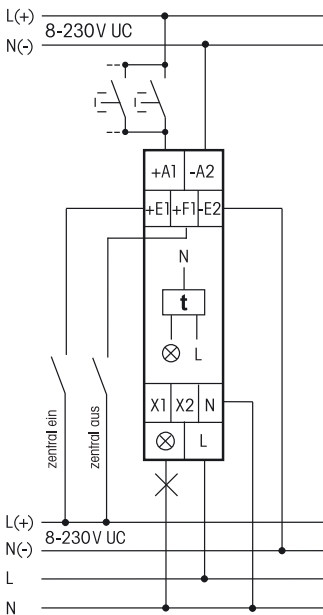 L(+)
8-230V UC
N(-)
+A1 -A2
+E1 +F1 -E2
N
t
L
X1 X2 N
L
zentral ein
zentral aus
L(+)
8-230V UC
N(-)
L
N